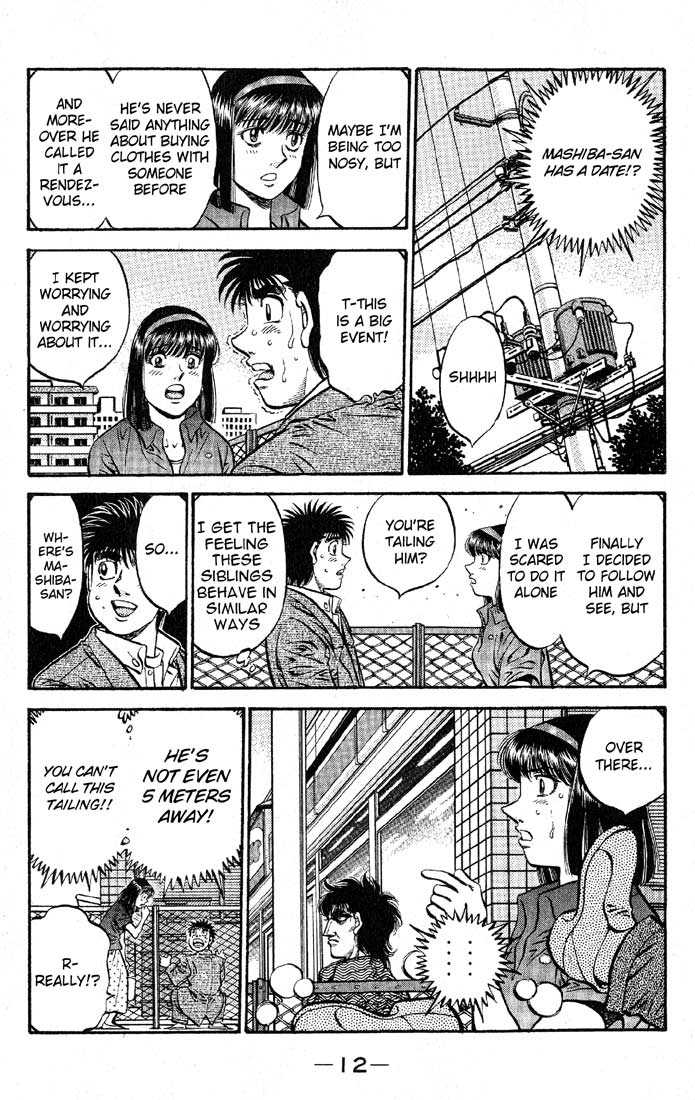 MASHIBA-SAN
HAS A DATE!?
SHHHH
MAYBE I'M
BEING TOO
NOSY, BUT
HE'S NEVER
SAID ANYTHING
ABOUT BUYING
CLOTHES WITH
SOMEONE
BEFORE
AND
MORE-
OVER HE
CALLED
IT A
RENDEZ-
VOUS...
T-THIS
IS A BIG
EVENT!
I KEPT
WORRYING
AND
WORRYING
ABOUT IT...
FINALLY
I DECIDED
TO FOLLOW
HIM AND
SEE, BUT
I WAS
SCARED
TO DO IT
ALONE
YOU'RE
TAILING
HIM?
I GET THE
FEELING
THESE
SIBLINGS
BEHAVE IN
SIMILAR
WAYS
SO...
WH-
ERE'S
MA-
SHIBA-
SAN?
OVER
THERE...
......
HE'S
NOT EVEN
5 METERS
AWAY!
YOU CAN'T
CALL THIS
TAILING!!
R-
REALLY!?
—12—